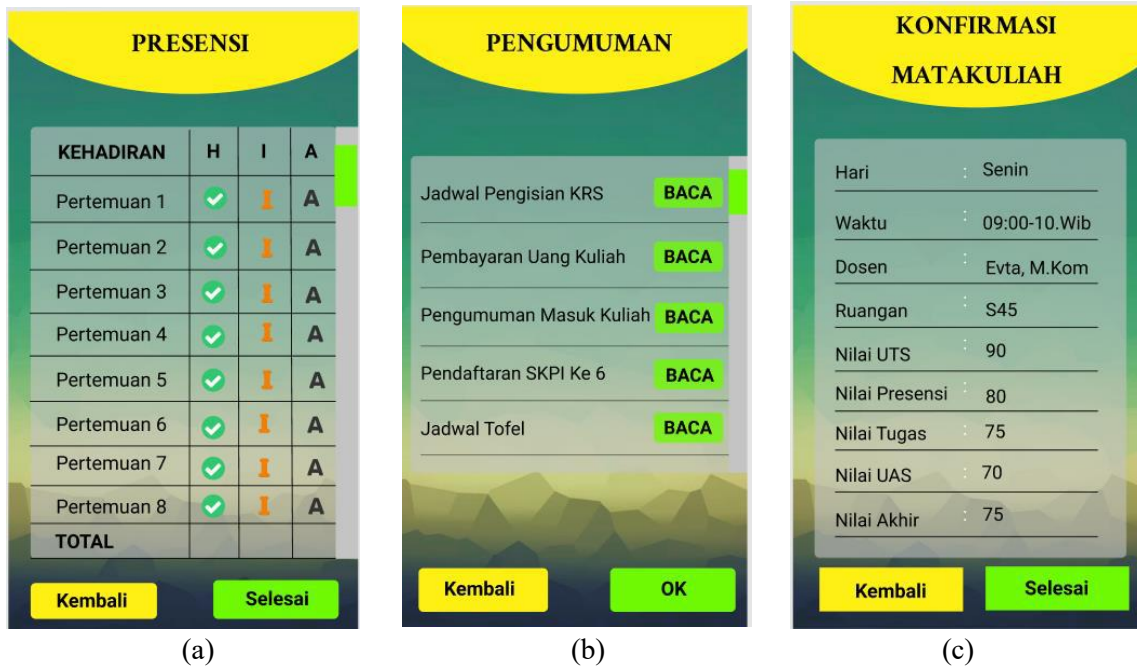 PRESENSI
KEHADIRAN H I A
Pertemuan 1 I A
Pertemuan 2 I A
Pertemuan 3 I A
Pertemuan 4 I A
Pertemuan 5 I A
Pertemuan 6 I A
Pertemuan 7 I A
Pertemuan 8 I A
TOTAL
Kembali Selesai
(a)
PENGUMUMAN
Jadwal Pengisian KRS BACA
Pembayaran Uang Kuliah BACA
Pengumuman Masuk Kuliah BACA
Pendaftaran SKPI Ke 6 BACA
Jadwal Tofel BACA
Kembali OK
(b)
KONFIRMASI
MATAKULIAH
Hari : Senin
Waktu : 09:00-10.Wib
Dosen : Evta, M.Kom
Ruangan : S45
Nilai UTS : 90
Nilai Presensi : 80
Nilai Tugas : 75
Nilai UAS : 70
Nilai Akhir : 75
Kembali Selesai
(c)